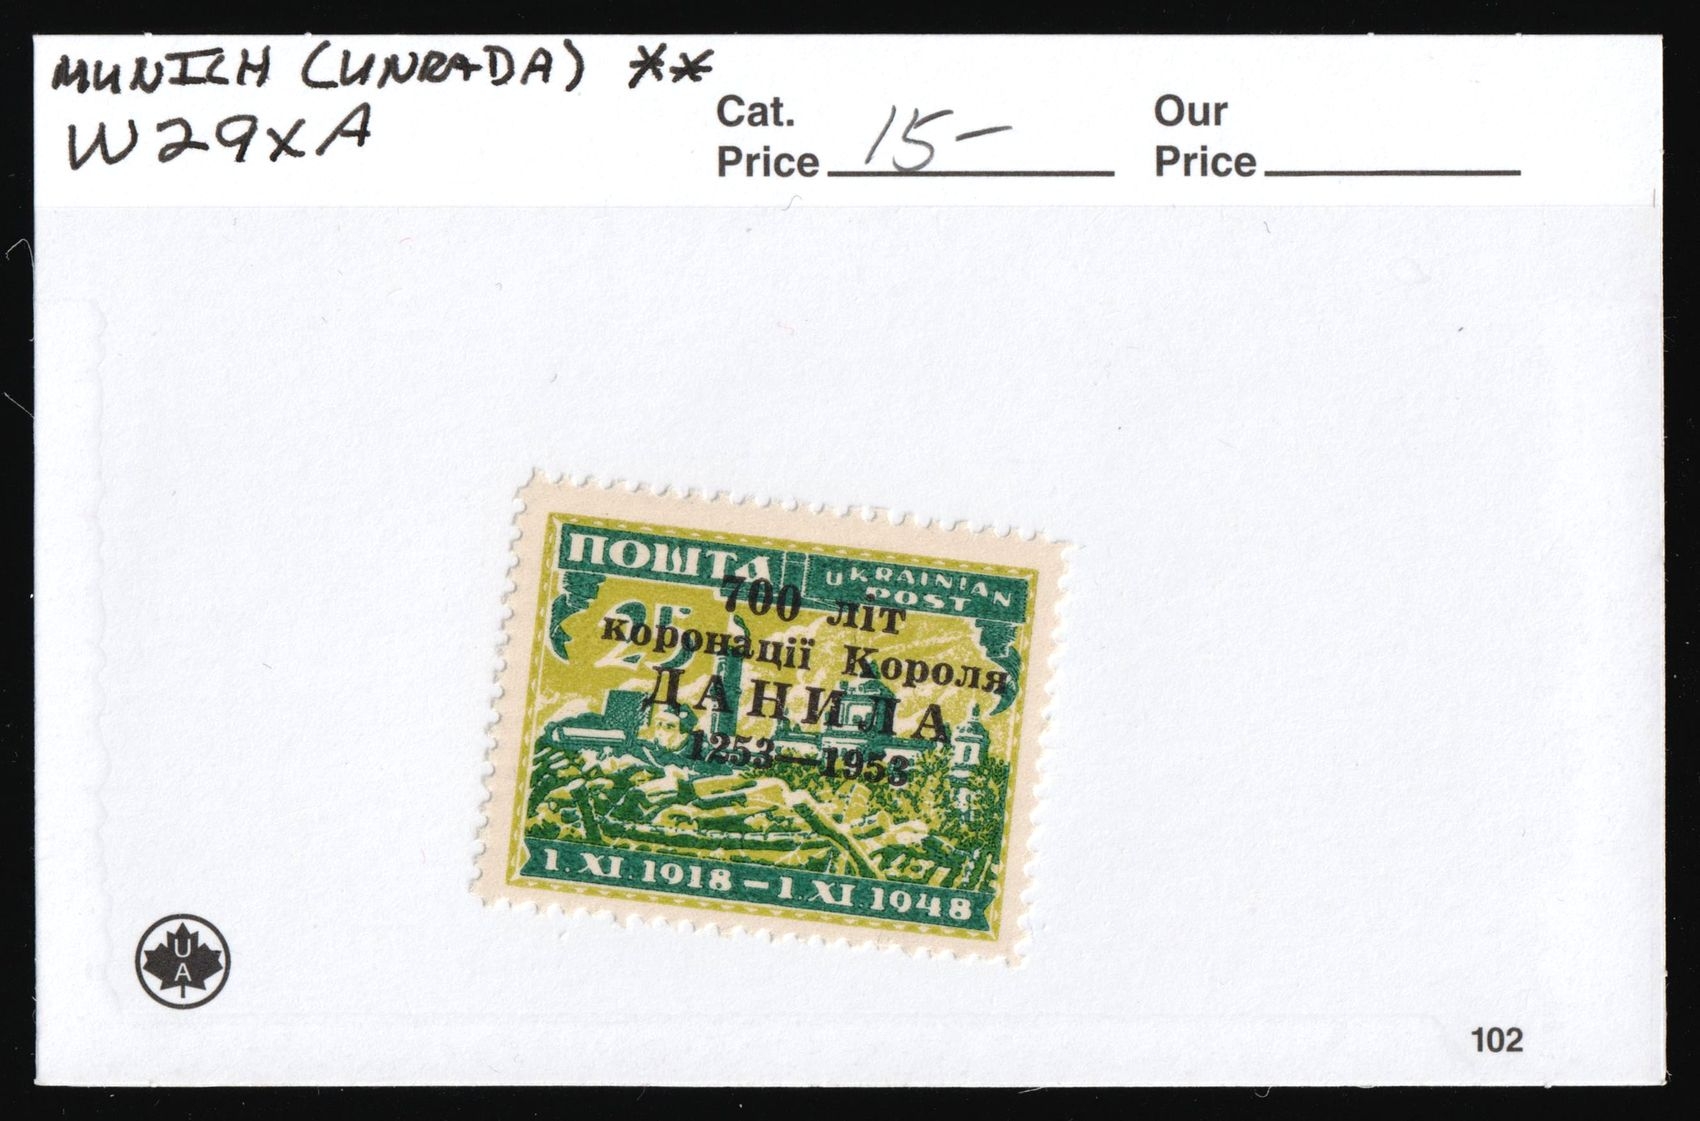 MUNICH (UNRADA) **
W29XA
Cat.
Price 15-
Our
Price
ПОШТА
UKRAINIAN
POST
25
700 літ
коронації Короля
ДАНИЛА
1253—1953
1.XI.1918 – 1.XI.1948
U
A
102